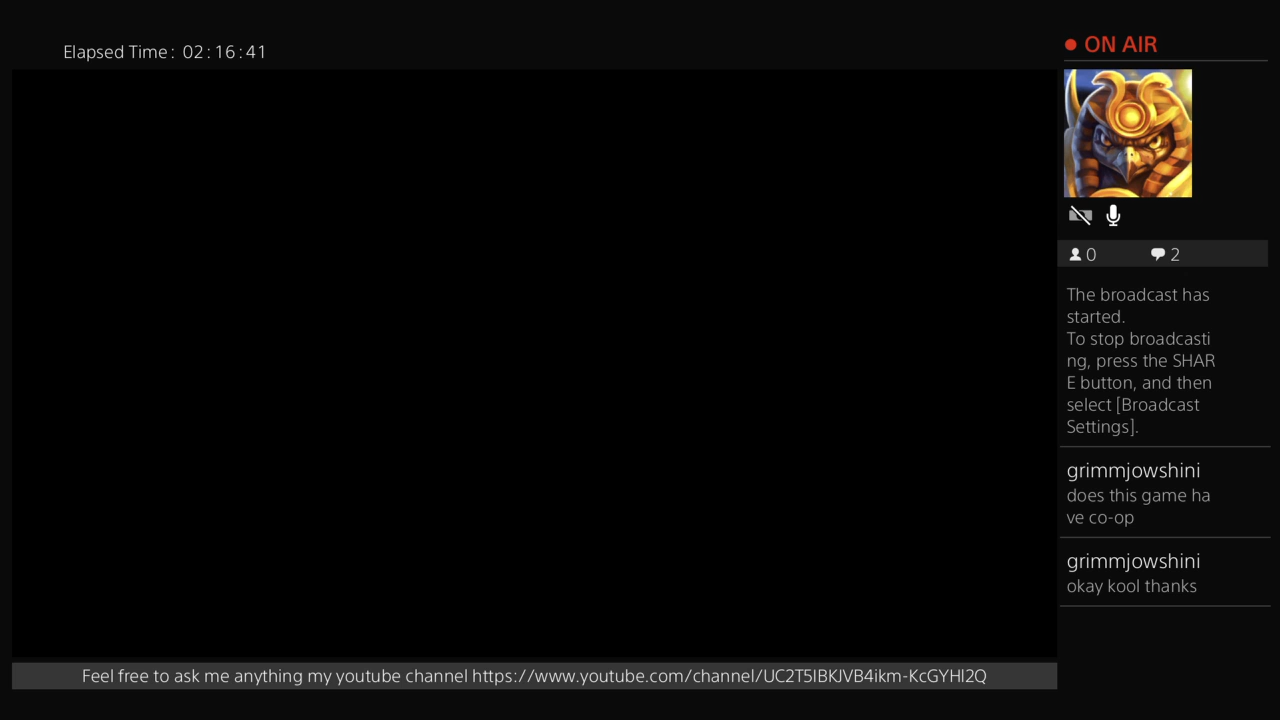 Elapsed Time: 02:16:41
ON AIR
0 2
The broadcast has
started.
To stop broadcasti
ng, press the SHAR
E button, and then
select [Broadcast
Settings].
grimmjowshini
does this game ha
ve co-op
grimmjowshini
okay kool thanks
Feel free to ask me anything my youtube channel https://www.youtube.com/channel/UC2T5IBKJVB4ikm-KcGYHI2Q